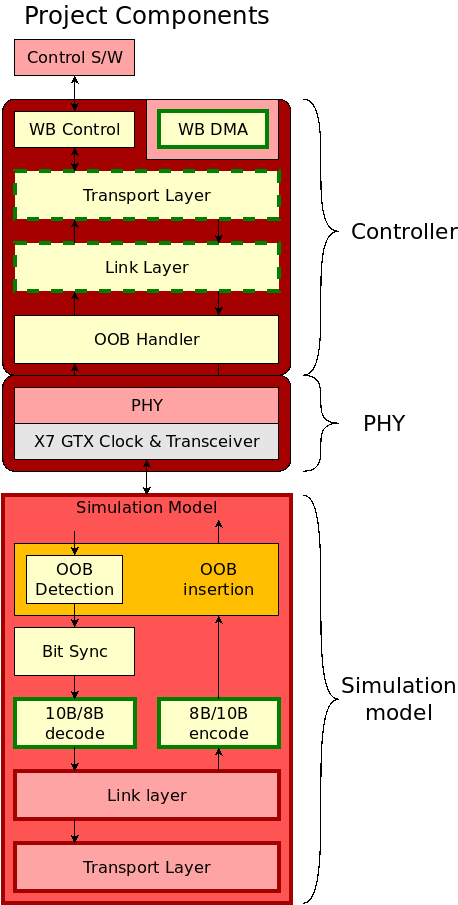 Project Components
Control S/W
WB Control
WB DMA
Transport Layer
Link Layer
OOB Handler
Controller
PHY
X7 GTX Clock & Transceiver
PHY
Simulation Model
OOB
Detection
OOB
insertion
Bit Sync
10B/8B
decode
8B/10B
encode
Link layer
Transport Layer
Simulation
model